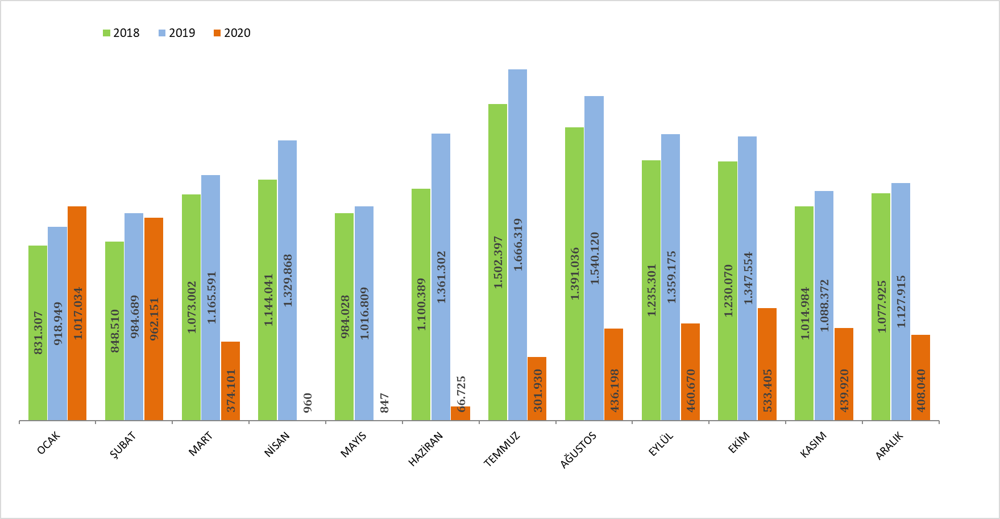 2018 2019 2020
831.307
918.949
1.017.034
848.510
984.689
962.151
1.073.002
1.165.591
374.101
1.144.041
1.329.868
960
984.028
1.016.809
847
1.100.389
1.361.302
66.725
1.502.397
1.666.319
301.930
1.391.036
1.540.120
436.198
1.235.301
1.359.175
460.670
1.230.070
1.347.554
533.405
1.014.984
1.088.372
439.920
1.077.925
1.127.915
408.040
OCAK
ŞUBAT
MART
NİSAN
MAYIS
HAZİRAN
TEMMUZ
AĞUSTOS
EYLÜL
EKİM
KASIM
ARALIK